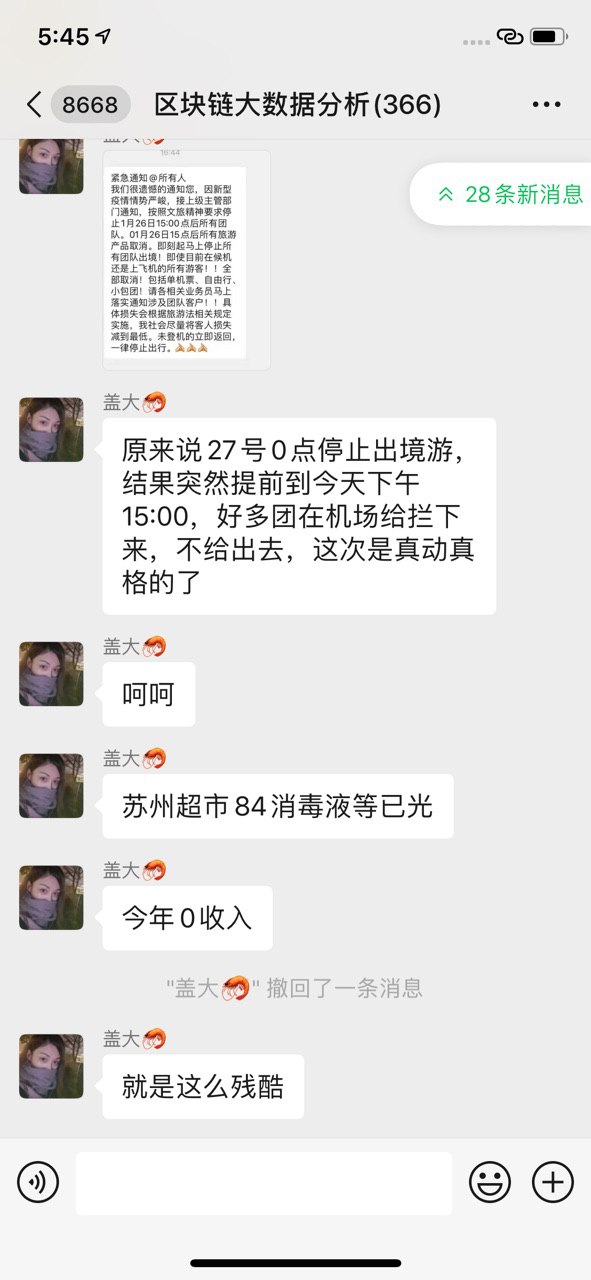 5:45
8668
区块链大数据分析(366)
盖大
28条新消息
16:44
紧急通知@所有人
我们很遗憾的通知您，因新型
疫情情势严峻，接上级主管部
门通知，按照文旅精神要求停
止1月26日15:00点后所有团
队。01月26日15点后所有旅游
产品取消。即刻起马上停止所
有团队出境！即使目前在候机
还是上飞机的所有游客！！全
部取消！包括单机票、自由行、
小包团！请各相关业务员马上
落实通知涉及团队客户！！具
体损失会根据旅游法相关规定
实施，我社会尽量将客人损失
减到最低。未登机的立即返回，
一律停止出行。🙏🙏🙏
盖大🦐
原来说27号0点停止出境游，
结果突然提前到今天下午
15:00，好多团在机场给拦下
来，不给出去，这次是真动真
格的了
盖大🦐
呵呵
盖大🦐
苏州超市84消毒液等已光
盖大🦐
今年0收入
"盖大🦐" 撤回了一条消息
盖大🦐
就是这么残酷